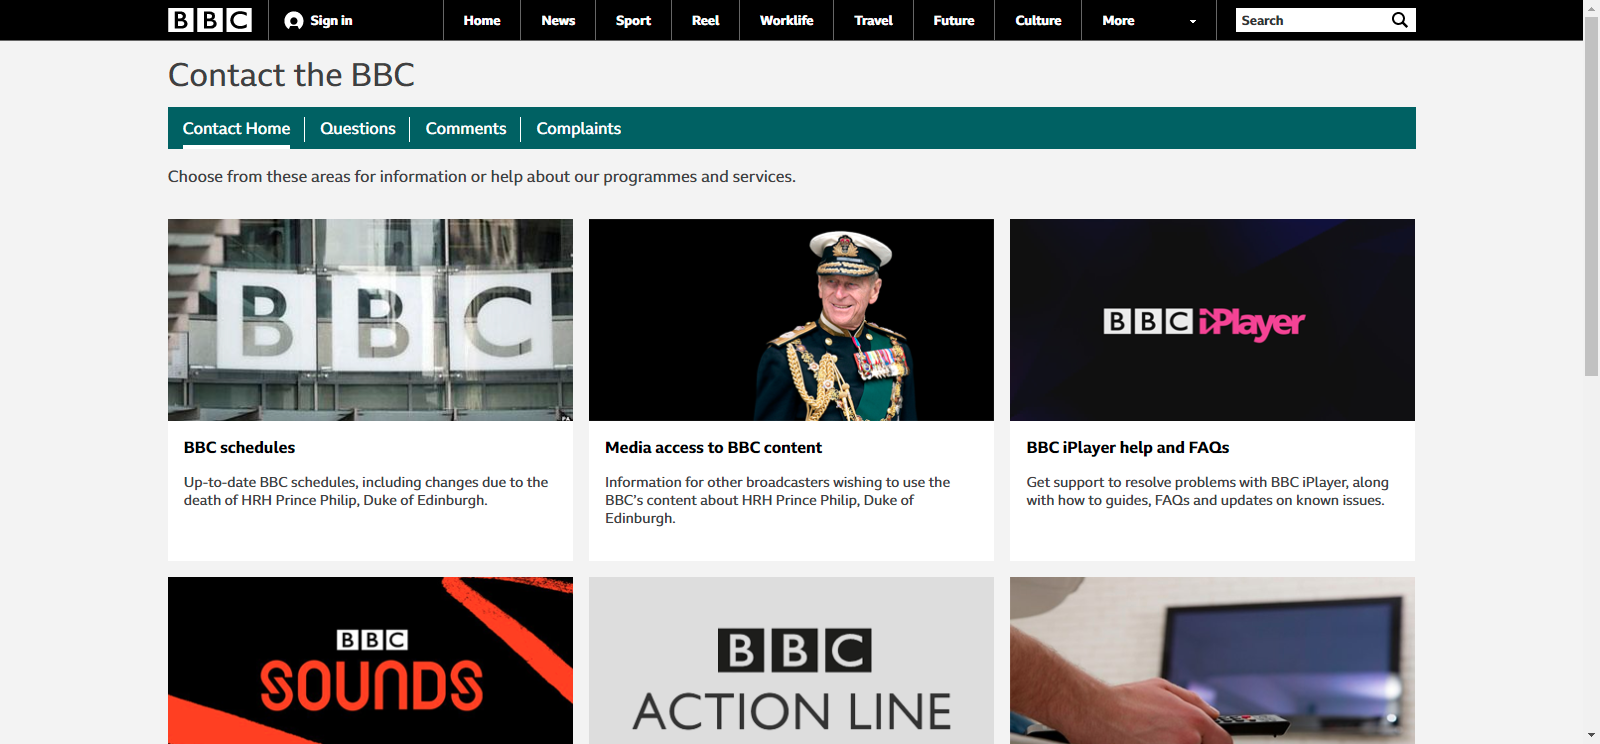 BBC
Sign in
Home
News
Sport
Reel
Worklife
Travel
Future
Culture
More
Search
Contact the BBC
Contact Home
Questions
Comments
Complaints
Choose from these areas for information or help about our programmes and services.
BBC
PA
BBC iPlayer
BBC schedules
Up-to-date BBC schedules, including changes due to the
death of HRH Prince Philip, Duke of Edinburgh.
Media access to BBC content
Information for other broadcasters wishing to use the
BBC's content about HRH Prince Philip, Duke of
Edinburgh.
BBC iPlayer help and FAQs
Get support to resolve problems with BBC iPlayer, along
with how to guides, FAQs and updates on known issues.
BBC
SOUNDS
BBC
ACTION LINE